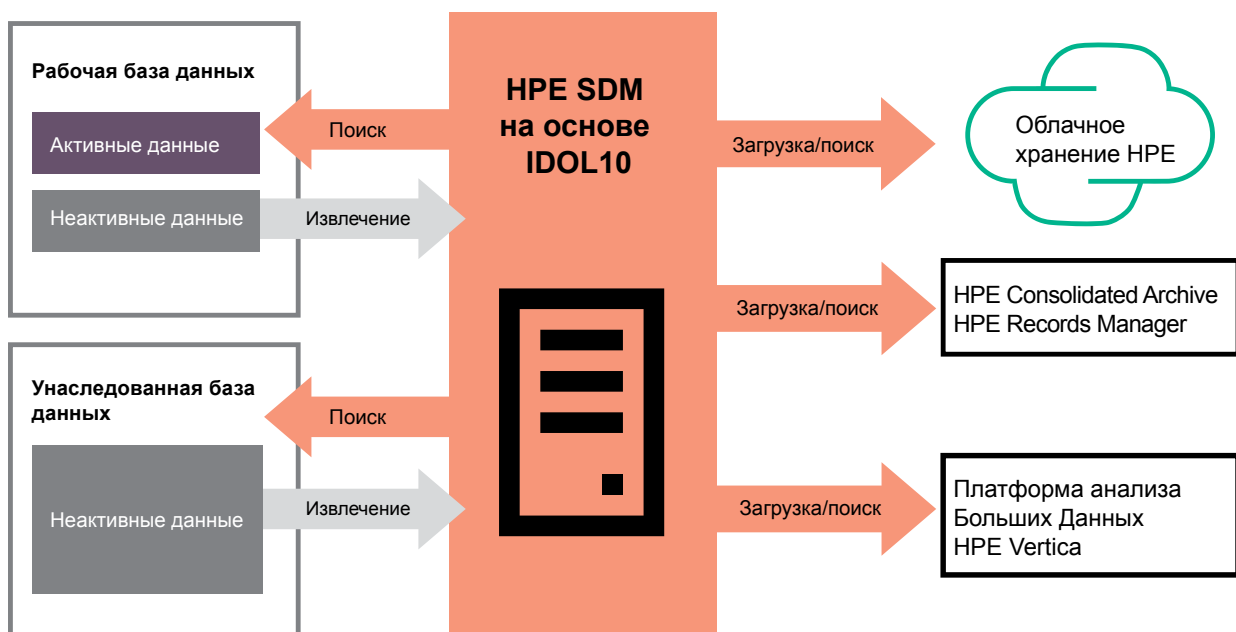 Рабочая база данных
Активные данные
Неактивные данные
Поиск
Извлечение
Унаследованная база
данных
Неактивные данные
Поиск
Извлечение
HPE SDM
на основе
IDOL10
Загрузка/поиск
Облачное
хранение HPE
Загрузка/поиск
HPE Consolidated Archive
HPE Records Manager
Загрузка/поиск
Платформа анализа
Больших Данных
HPE Vertica